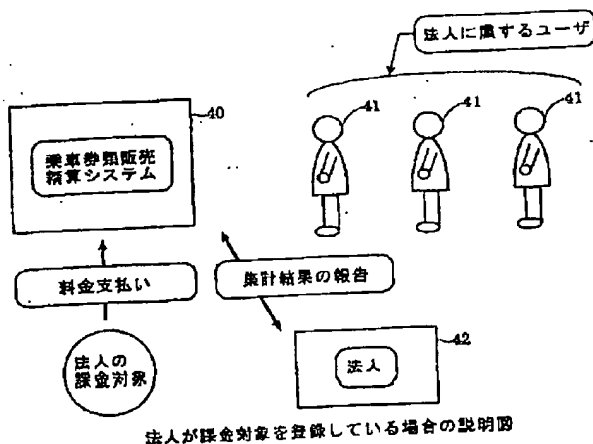 法人に属するユーザ
41
41
41
40
乗車券類販売
精算システム
料金支払い
集計結果の報告
法人の
課金対象
42
法人
法人が課金対象を登録している場合の説明図